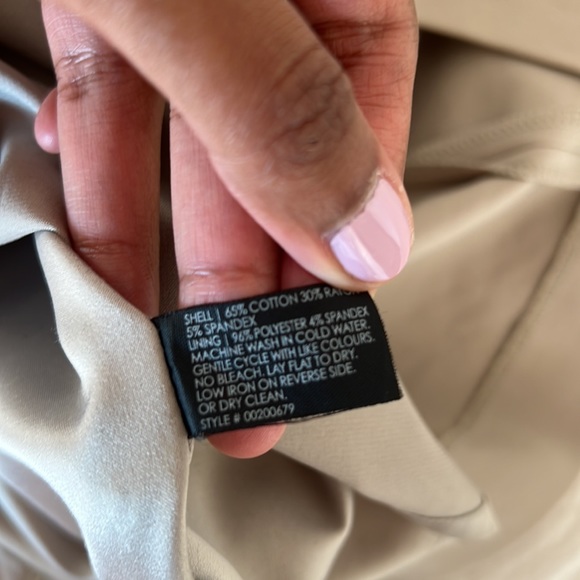 SHELL | 65% COTTON 30% RAYON
5% SPANDEX
LINING | 96% POLYESTER 4% SPANDEX
MACHINE WASH IN COLD WATER.
GENTLE CYCLE WITH LIKE COLOURS.
NO BLEACH. LAY FLAT TO DRY.
LOW IRON ON REVERSE SIDE.
OR DRY CLEAN.
STYLE # 00200679